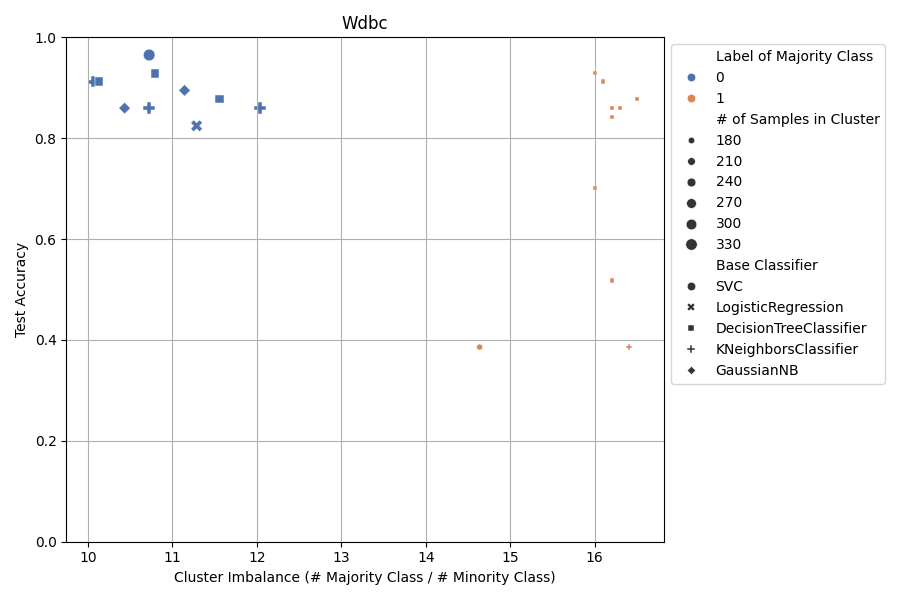 Wdbc
1.0
0.8
0.6
0.4
0.2
0.0
Test Accuracy
10 11 12 13 14 15 16
Cluster Imbalance (# Majority Class / # Minority Class)
Label of Majority Class
0
1
# of Samples in Cluster
180
210
240
270
300
330
Base Classifier
SVC
LogisticRegression
DecisionTreeClassifier
KNeighborsClassifier
GaussianNB